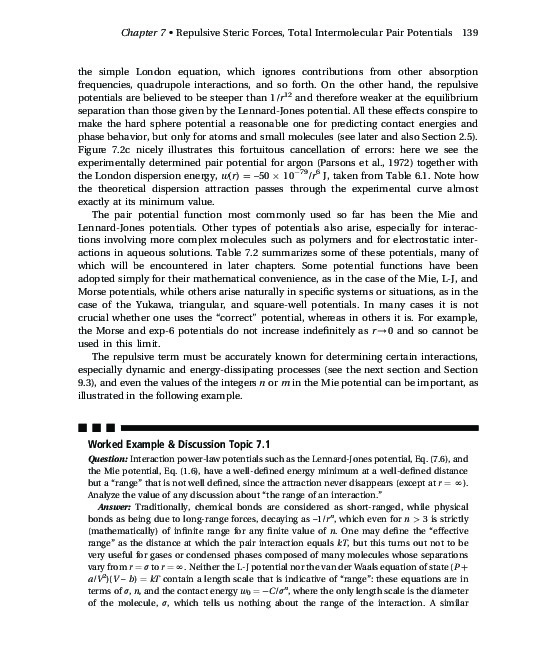 Chapter 7 • Repulsive Steric Forces, Total Intermolecular Pair Potentials 139
the simple London equation, which ignores contributions from other absorption
frequencies, quadrupole interactions, and so forth. On the other hand, the repulsive
potentials are believed to be steeper than 1/r¹² and therefore weaker at the equilibrium
separation than those given by the Lennard-Jones potential. All these effects conspire to
make the hard sphere potential a reasonable one for predicting contact energies and
phase behavior, but only for atoms and small molecules (see later and also Section 2.5).
Figure 7.2c nicely illustrates this fortuitous cancellation of errors: here we see the
experimentally determined pair potential for argon (Parsons et al., 1972) together with
the London dispersion energy, w(r) = –50 × 10⁻⁷⁹/r⁶ J, taken from Table 6.1. Note how
the theoretical dispersion attraction passes through the experimental curve almost
exactly at its minimum value.
The pair potential function most commonly used so far has been the Mie and
Lennard-Jones potentials. Other types of potentials also arise, especially for interac-
tions involving more complex molecules such as polymers and for electrostatic inter-
actions in aqueous solutions. Table 7.2 summarizes some of these potentials, many of
which will be encountered in later chapters. Some potential functions have been
adopted simply for their mathematical convenience, as in the case of the Mie, L-J, and
Morse potentials, while others arise naturally in specific systems or situations, as in the
case of the Yukawa, triangular, and square-well potentials. In many cases it is not
crucial whether one uses the “correct” potential, whereas in others it is. For example,
the Morse and exp-6 potentials do not increase indefinitely as r→0 and so cannot be
used in this limit.
The repulsive term must be accurately known for determining certain interactions,
especially dynamic and energy-dissipating processes (see the next section and Section
9.3), and even the values of the integers n or m in the Mie potential can be important, as
illustrated in the following example.
Worked Example & Discussion Topic 7.1
Question: Interaction power-law potentials such as the Lennard-Jones potential, Eq. (7.6), and
the Mie potential, Eq. (1.6), have a well-defined energy minimum at a well-defined distance
but a “range” that is not well defined, since the attraction never disappears (except at r = ∞).
Analyze the value of any discussion about “the range of an interaction.”
Answer: Traditionally, chemical bonds are considered as short-ranged, while physical
bonds as being due to long-range forces, decaying as –1/rⁿ, which even for n > 3 is strictly
(mathematically) of infinite range for any finite value of n. One may define the “effective
range” as the distance at which the pair interaction equals kT, but this turns out not to be
very useful for gases or condensed phases composed of many molecules whose separations
vary from r = σ to r = ∞. Neither the L-J potential nor the van der Waals equation of state (P +
a/V²)(V – b) = kT contain a length scale that is indicative of “range”: these equations are in
terms of σ, n, and the contact energy w₀ = –C/σⁿ, where the only length scale is the diameter
of the molecule, σ, which tells us nothing about the range of the interaction. A similar